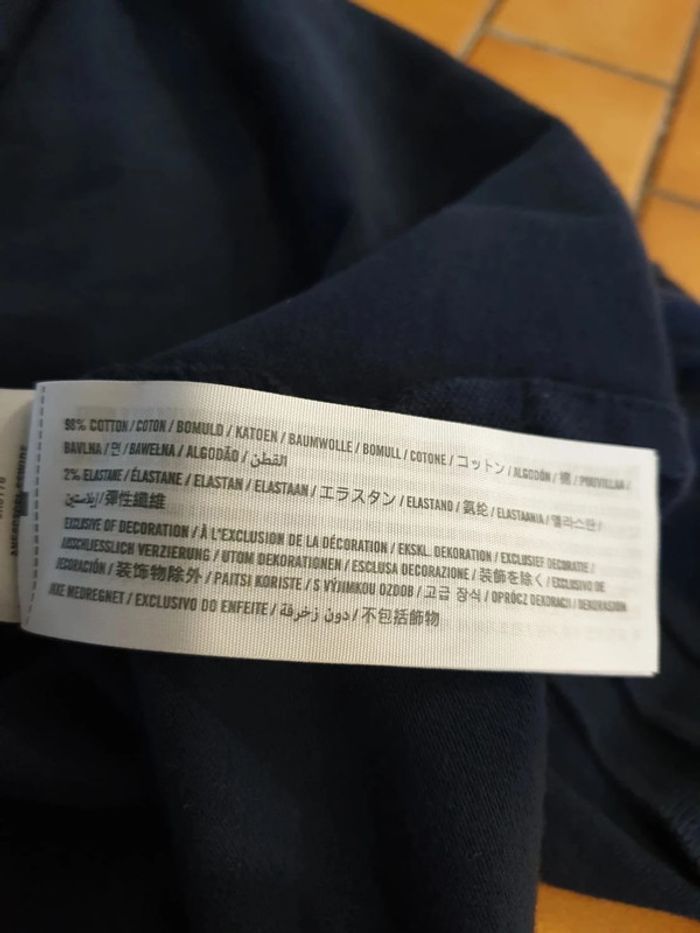 98% COTTON / COTON / BOMULD / KATOEN / BAUMWOLLE / BOMULL / COTONE / コットン / ALGODÓN / 棉 / PUUVILLAA /
BAVLNA / 면 / BAWEŁNA / ALGODÃO / القطن
2% ELASTANE / ÉLASTANE / ELASTAN / ELASTAAN / エラスタン / ELASTANO / 氨纶 / ELASTAANIA / 엘라스탄 /
إيلاستين / 彈性纖維
EXCLUSIVE OF DECORATION / À L'EXCLUSION DE LA DÉCORATION / EKSKL. DEKORATION / EXCLUSIEF DECORATIE /
AUSSCHLIESSLICH VERZIERUNG / UTOM DEKORATIONEN / ESCLUSA DECORAZIONE / 装飾を除く / EXCLUSIVO DE
DECORACIÓN / 装饰物除外 / PAITSI KORISTE / S VÝJIMKOU OZDOB / 고급 장식 / OPRÓCZ DEKORACJI / DEKORASJON
IKKE MEDREGNET / EXCLUSIVO DO ENFEITE / دون زخرفة / 不包括飾物